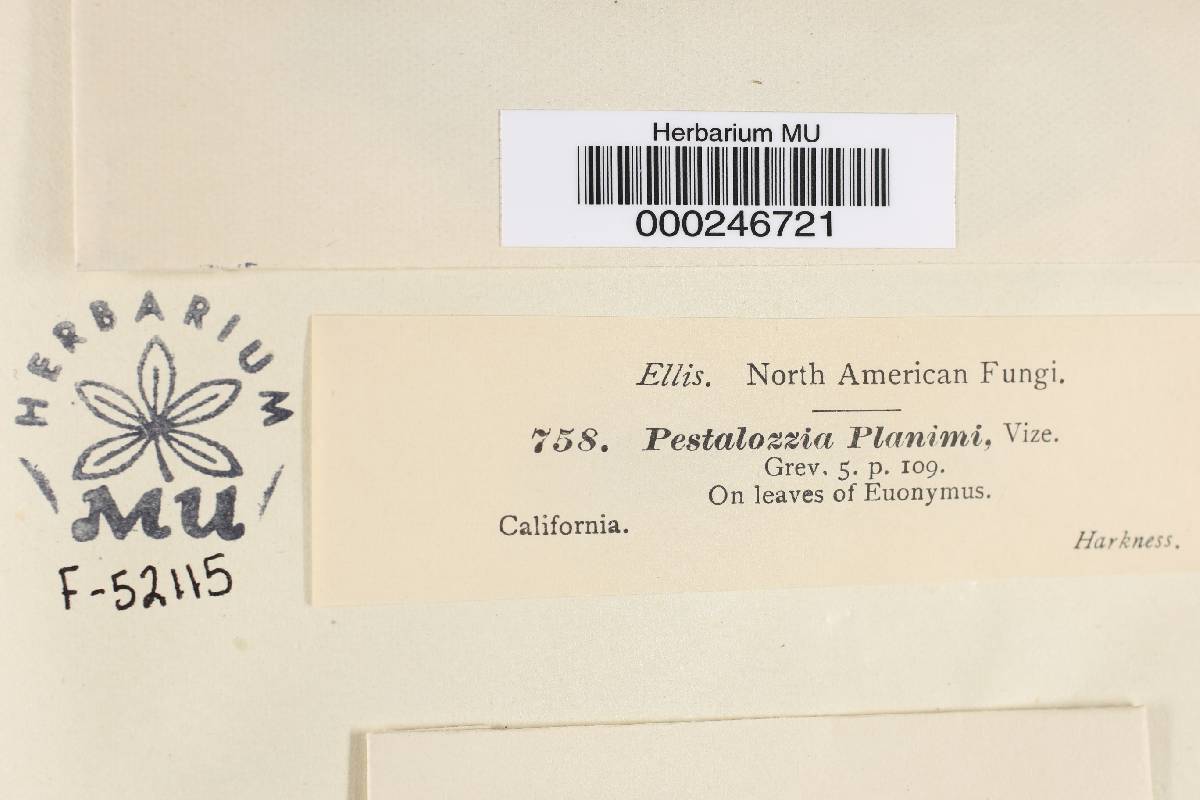 Herbarium MU
000246721
HERBARIUM
MU
F-52115
Ellis. North American Fungi.
758. Pestalozzia Planimi, Vize.
Grev. 5. p. 109.
On leaves of Euonymus.
California.
Harkness.